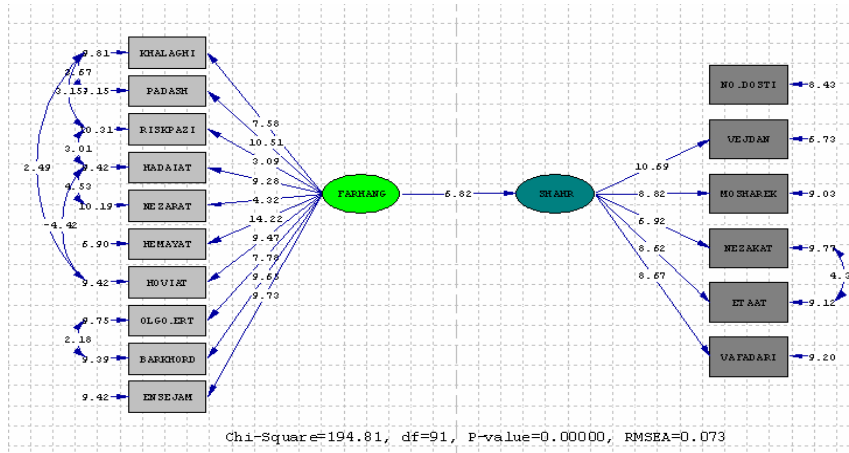 9.81 KHALAGHI
2.67
3.15 7.15 PADASH
10.31 RISKPAZI
3.01
9.42 HADAIAT
2.49
4.53
10.19 NEZARAT
-4.42
6.90 HEMAYAT
9.42 HOVIAT
9.75 OLGO.ERT
2.18
9.39 BARKHORD
9.42 ENSEJAM
7.58
10.51
3.09
9.28
4.32
14.22
9.47
7.78
9.65
9.73
FARHANG
6.82
SHAHR
10.69
8.82
6.92
8.62
8.67
NO.DOSTI 8.43
VEJDAN 6.73
MOSHAREK 9.03
NEZAKAT 9.77
4.3
ETAAT 9.12
VAFADARI 9.20
Chi-Square=194.81, df=91, P-value=0.00000, RMSEA=0.073